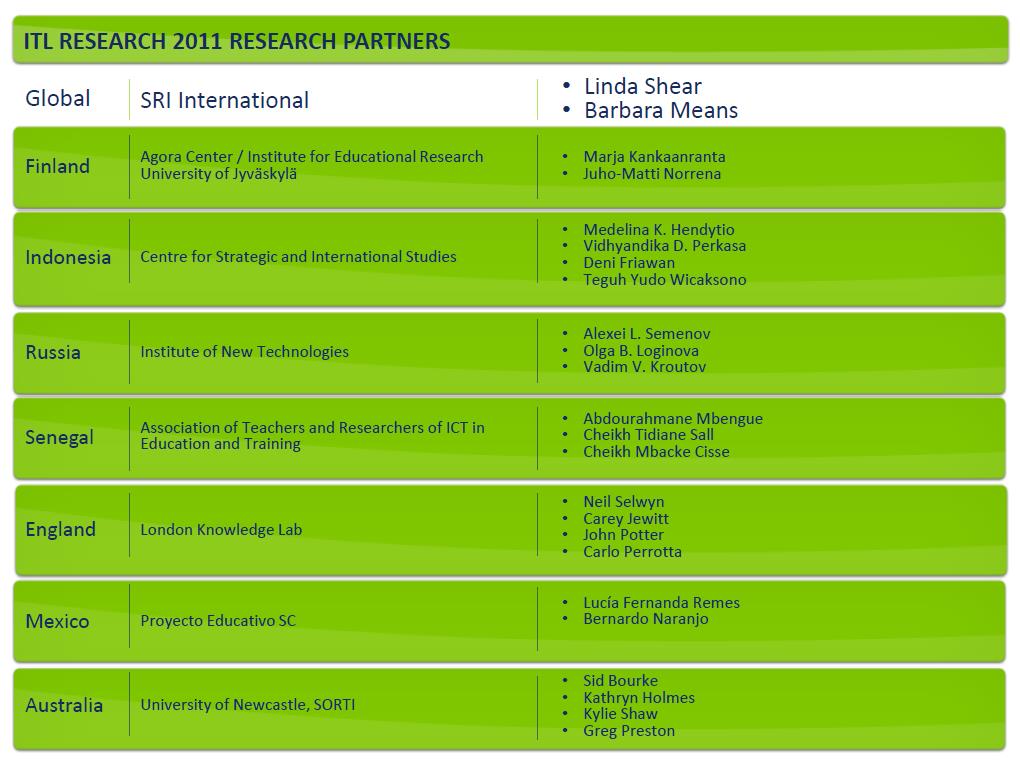 ITL RESEARCH 2011 RESEARCH PARTNERS
Global
SRI International
• Linda Shear
• Barbara Means
Finland
Agora Center / Institute for Educational Research
University of Jyväskylä
• Marja Kankaanranta
• Juho-Matti Norrena
Indonesia
Centre for Strategic and International Studies
• Medelina K. Hendytio
• Vidhyandika D. Perkasa
• Deni Friawan
• Teguh Yudo Wicaksono
Russia
Institute of New Technologies
• Alexei L. Semenov
• Olga B. Loginova
• Vadim V. Kroutov
Senegal
Association of Teachers and Researchers of ICT in
Education and Training
• Abdourahmane Mbengue
• Cheikh Tidiane Sall
• Cheikh Mbacke Cisse
England
London Knowledge Lab
• Neil Selwyn
• Carey Jewitt
• John Potter
• Carlo Perrotta
Mexico
Proyecto Educativo SC
• Lucía Fernanda Remes
• Bernardo Naranjo
Australia
University of Newcastle, SORTI
• Sid Bourke
• Kathryn Holmes
• Kylie Shaw
• Greg Preston